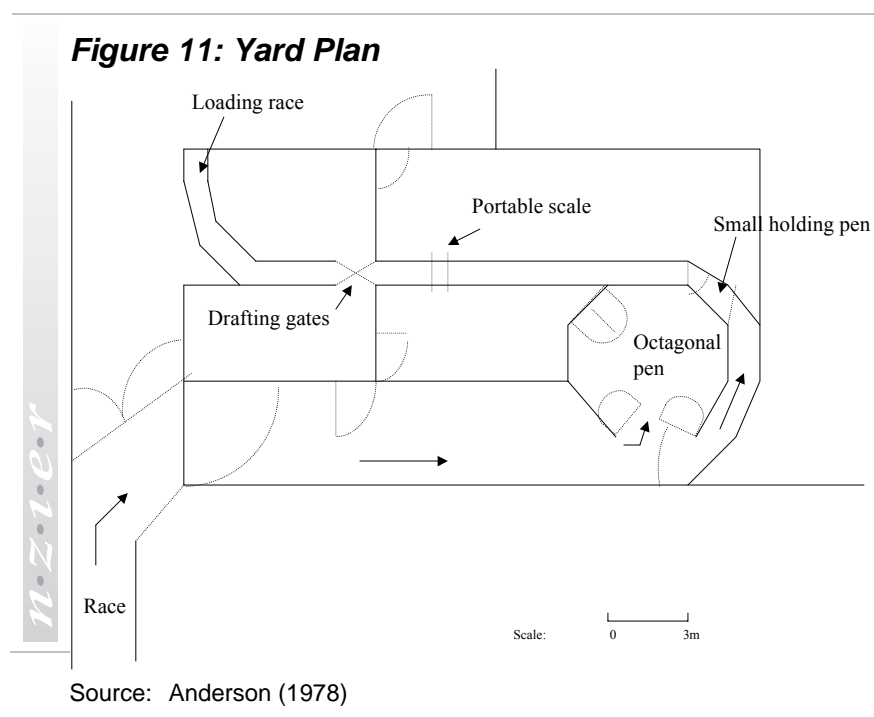 Figure 11: Yard Plan
Loading race
Portable scale
Small holding pen
Drafting gates
Octagonal
pen
n•z•i•e•r
Race
Scale:
0
3m
Source: Anderson (1978)